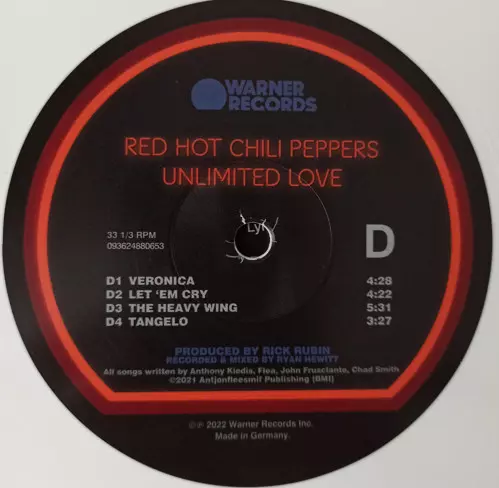 WARNER
RECORDS
RED HOT CHILI PEPPERS
UNLIMITED LOVE
Lyf
33 1/3 RPM
093624880653
D
D1 VERONICA 4:28
D2 LET 'EM CRY 4:22
D3 THE HEAVY WING 5:31
D4 TANGELO 3:27
PRODUCED BY RICK RUBIN
RECORDED & MIXED BY RYAN HEWITT
All songs written by Anthony Kiedis, Flea, John Frusciante, Chad Smith
©2021 Antjonfleesmif Publishing (BMI)
©℗ 2022 Warner Records Inc.
Made in Germany.